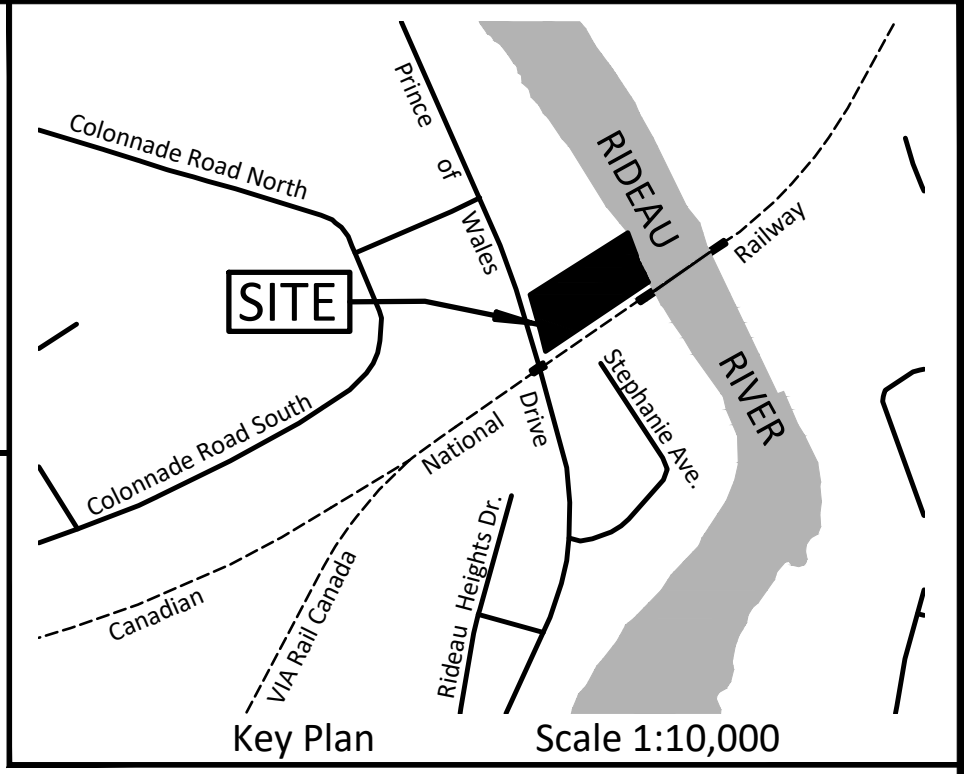 Prince of Wales Drive
Colonnade Road North
RIDEAU RIVER
Canadian National Railway
SITE
Stephanie Ave.
Colonnade Road South
VIA Rail Canada
Rideau Heights Dr.
Key Plan
Scale 1:10,000